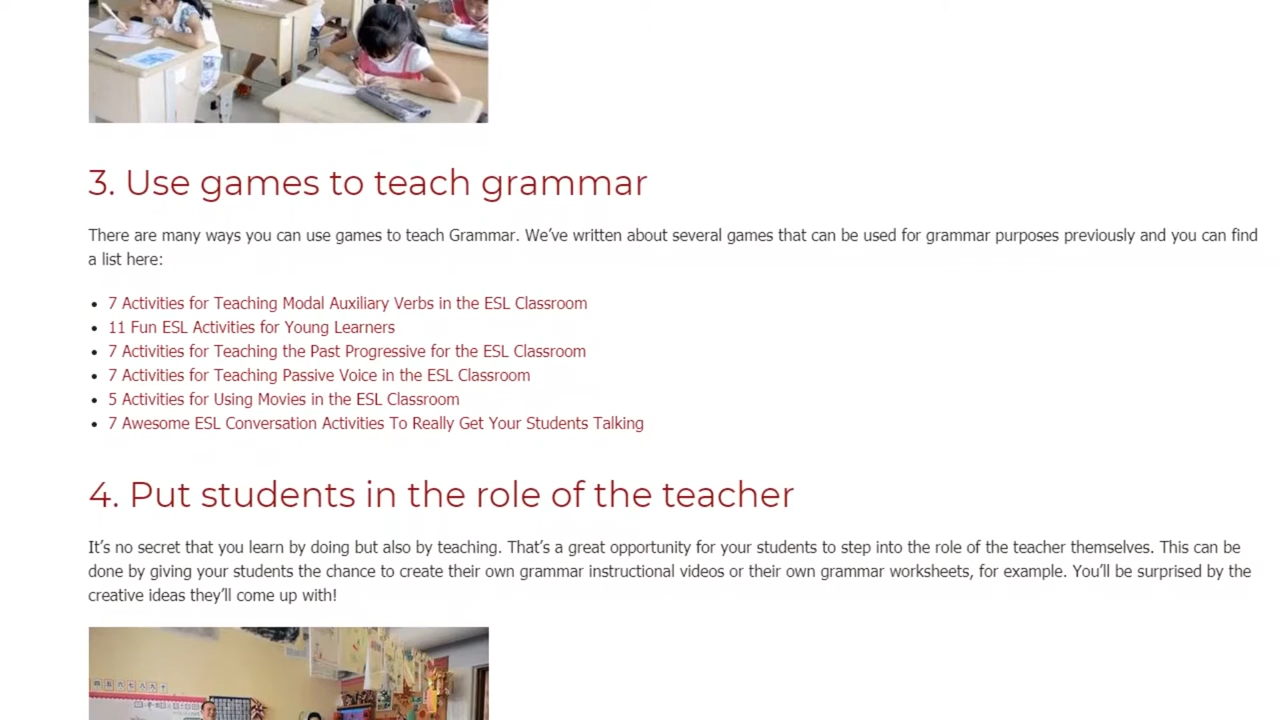 3. Use games to teach grammar
There are many ways you can use games to teach Grammar. We’ve written about several games that can be used for grammar purposes previously and you can find
a list here:
• 7 Activities for Teaching Modal Auxiliary Verbs in the ESL Classroom
• 11 Fun ESL Activities for Young Learners
• 7 Activities for Teaching the Past Progressive for the ESL Classroom
• 7 Activities for Teaching Passive Voice in the ESL Classroom
• 5 Activities for Using Movies in the ESL Classroom
• 7 Awesome ESL Conversation Activities To Really Get Your Students Talking
4. Put students in the role of the teacher
It’s no secret that you learn by doing but also by teaching. That’s a great opportunity for your students to step into the role of the teacher themselves. This can be
done by giving your students the chance to create their own grammar instructional videos or their own grammar worksheets, for example. You’ll be surprised by the
creative ideas they’ll come up with!
四五六七八九十